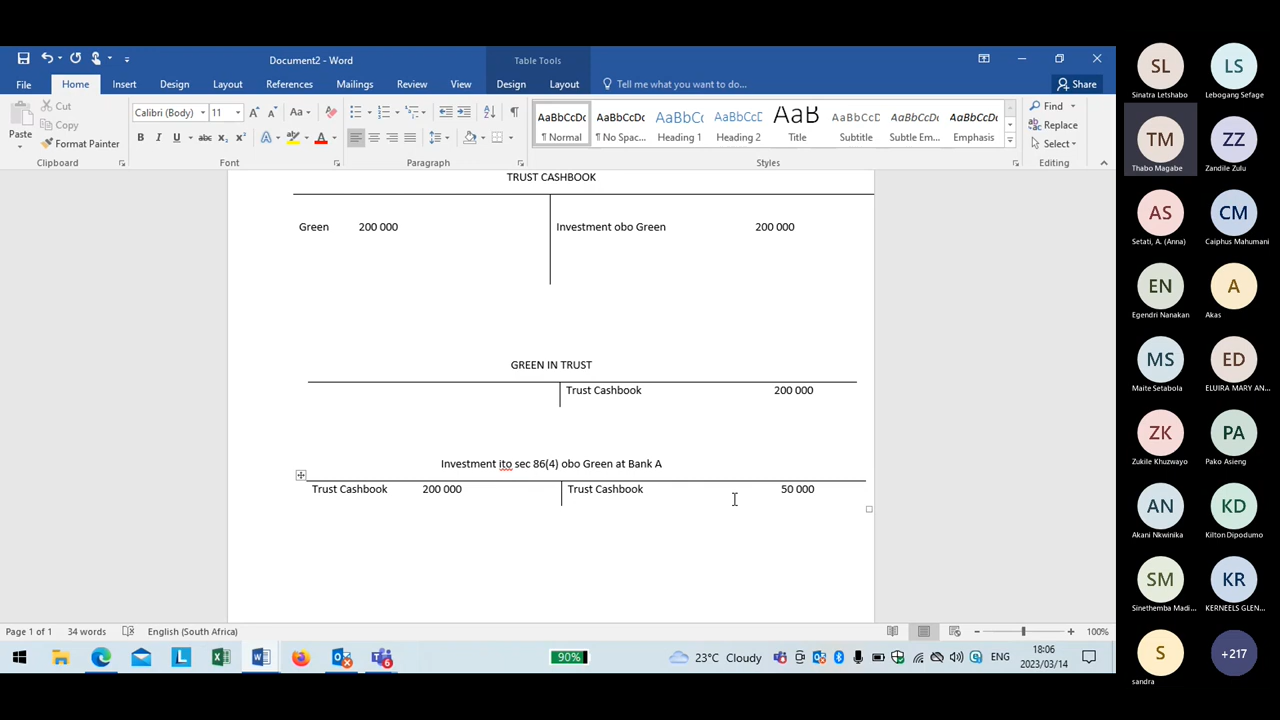 Document2 - Word
Table Tools
File Home Insert Design Layout References Mailings Review View Design Layout Tell me what you want to do... Share
Paste Cut Copy Format Painter
Calibri (Body) 11
AaBbCcDc AaBbCcDc AaBbCc AaBbCcD AaB AaBbCcD AaBbCcDc AaBbCcDc
¶ Normal ¶ No Spac... Heading 1 Heading 2 Title Subtitle Subtle Em... Emphasis
Find Replace Select
Clipboard Font Paragraph Styles Editing
TRUST CASHBOOK
Green 200 000 Investment obo Green 200 000
GREEN IN TRUST
Trust Cashbook 200 000
Investment ito sec 86(4) obo Green at Bank A
Trust Cashbook 200 000 Trust Cashbook 50 000
Page 1 of 1 34 words English (South Africa) 100%
90% 23°C Cloudy ENG 18:06
2023/03/14
SL LS
Sinatra Letshabo Lebogang Sefage
TM ZZ
Thabo Magabe Zandile Zulu
AS CM
Setati, A. (Anna) Caiphus Mahumani
EN A
Egendri Nanakan Akas
MS ED
Maite Setabola ELUIRA MARY AN...
ZK PA
Zukile Khuzwayo Pako Asieng
AN KD
Akani Nkwinika Kilton Dipodumo
SM KR
Sinethemba Madi... KERNEELS GLEN...
S +217
sandra